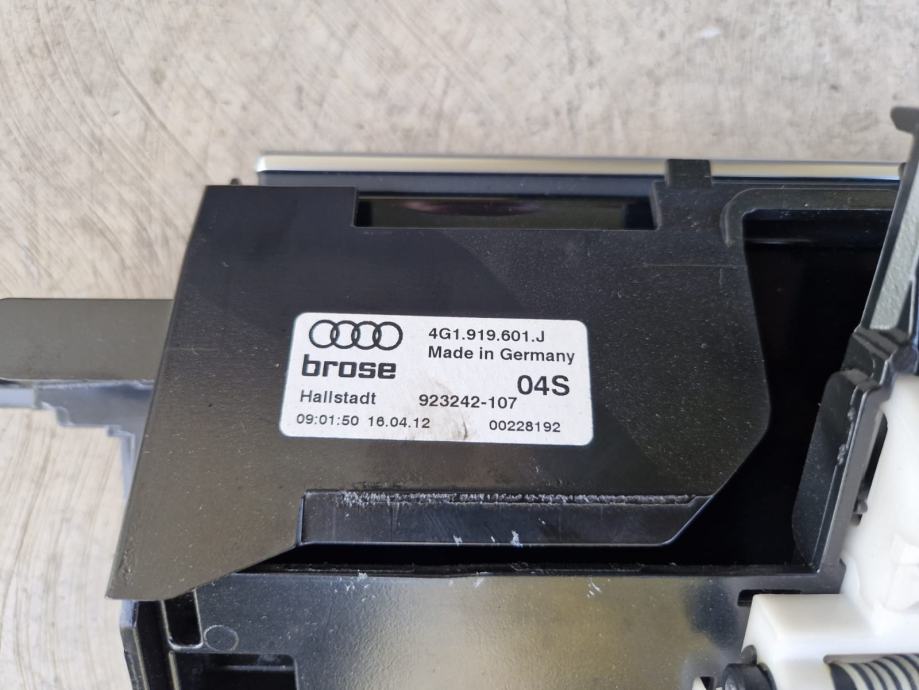 4G1.919.601.J
Made in Germany
brose
04S
Hallstadt 923242-107
09:01:50 16.04.12 00228192